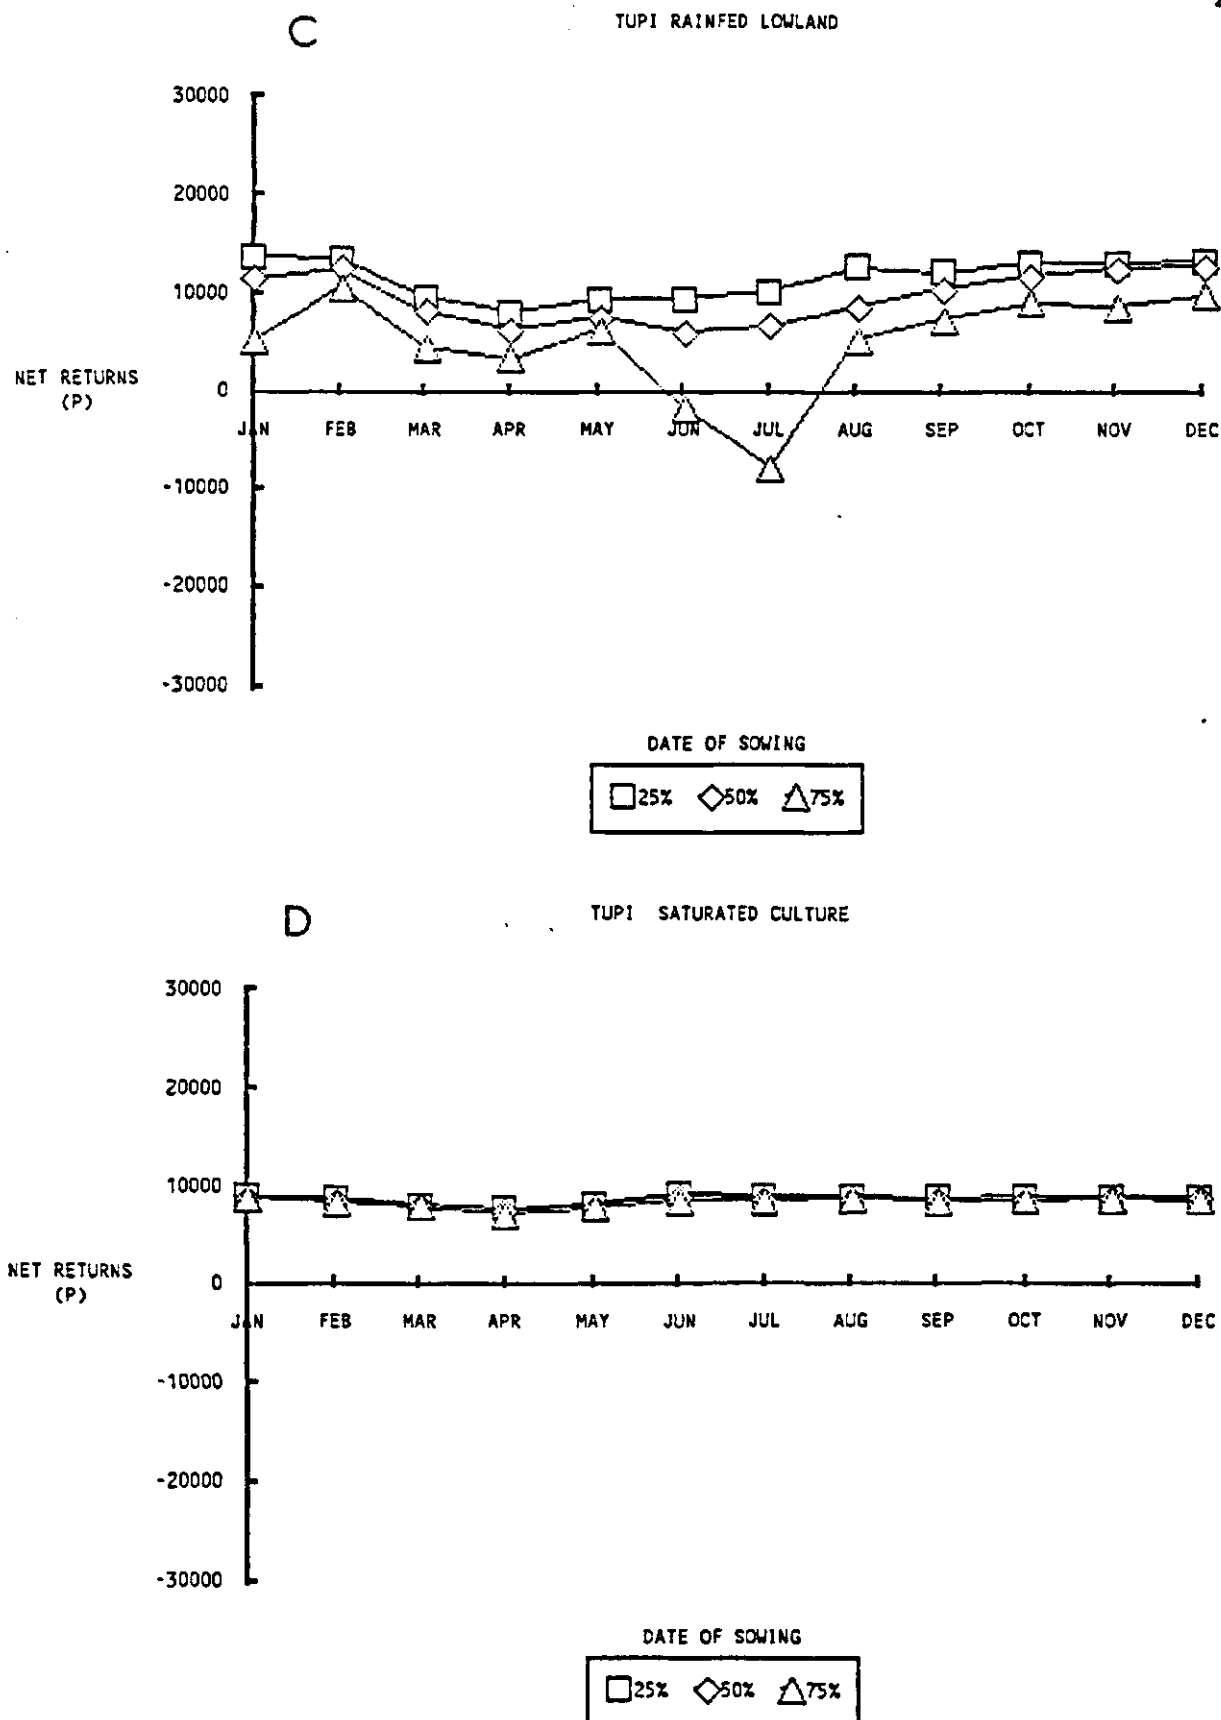 C
TUPI RAINFED LOWLAND
30000
20000
10000
NET RETURNS
(P)
0
JAN FEB MAR APR MAY JUN JUL AUG SEP OCT NOV DEC
-10000
-20000
-30000
DATE OF SOWING
25% 50% 75%
D
TUPI SATURATED CULTURE
30000
20000
10000
NET RETURNS
(P)
0
JAN FEB MAR APR MAY JUN JUL AUG SEP OCT NOV DEC
-10000
-20000
-30000
DATE OF SOWING
25% 50% 75%